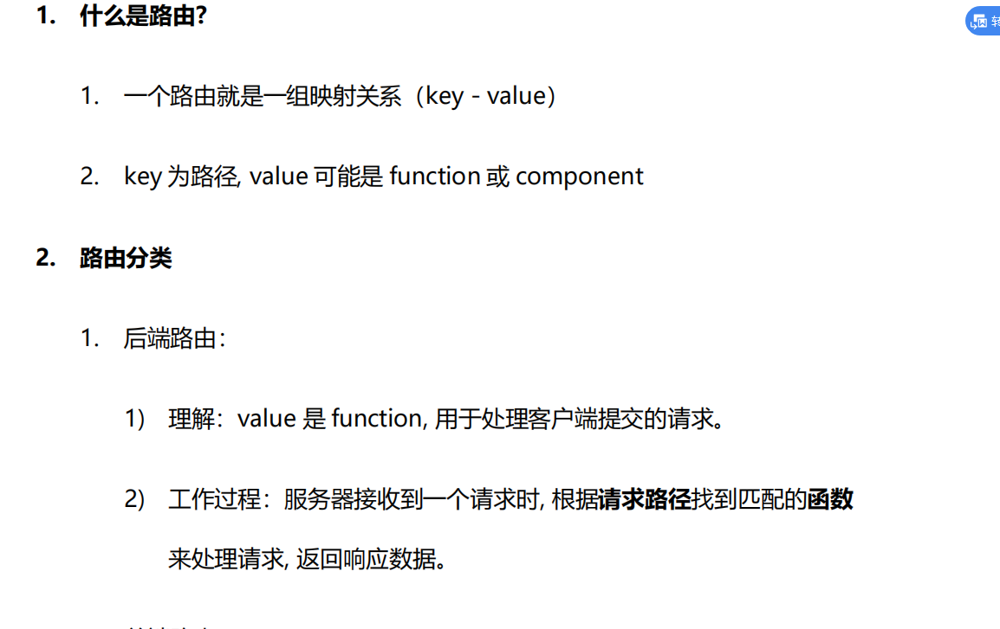 1. 什么是路由?
转
1. 一个路由就是一组映射关系（key - value）
2. key 为路径, value 可能是 function 或 component
2. 路由分类
1. 后端路由：
1) 理解：value 是 function, 用于处理客户端提交的请求。
2) 工作过程：服务器接收到一个请求时, 根据请求路径找到匹配的函数
来处理请求, 返回响应数据。